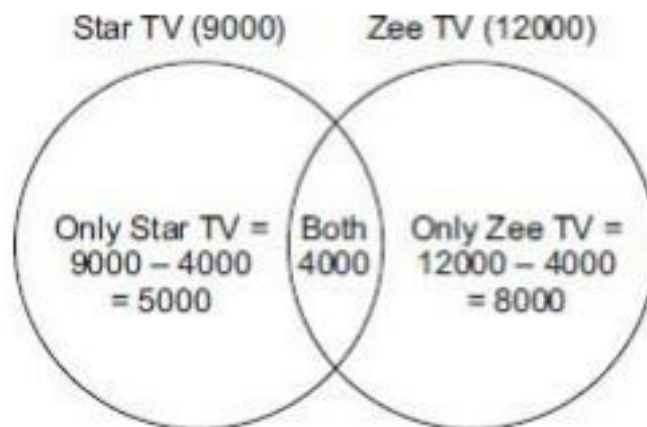 Star TV (9000) Zee TV (12000)
Only Star TV =
9000 – 4000
= 5000
Both
4000
Only Zee TV =
12000 – 4000
= 8000